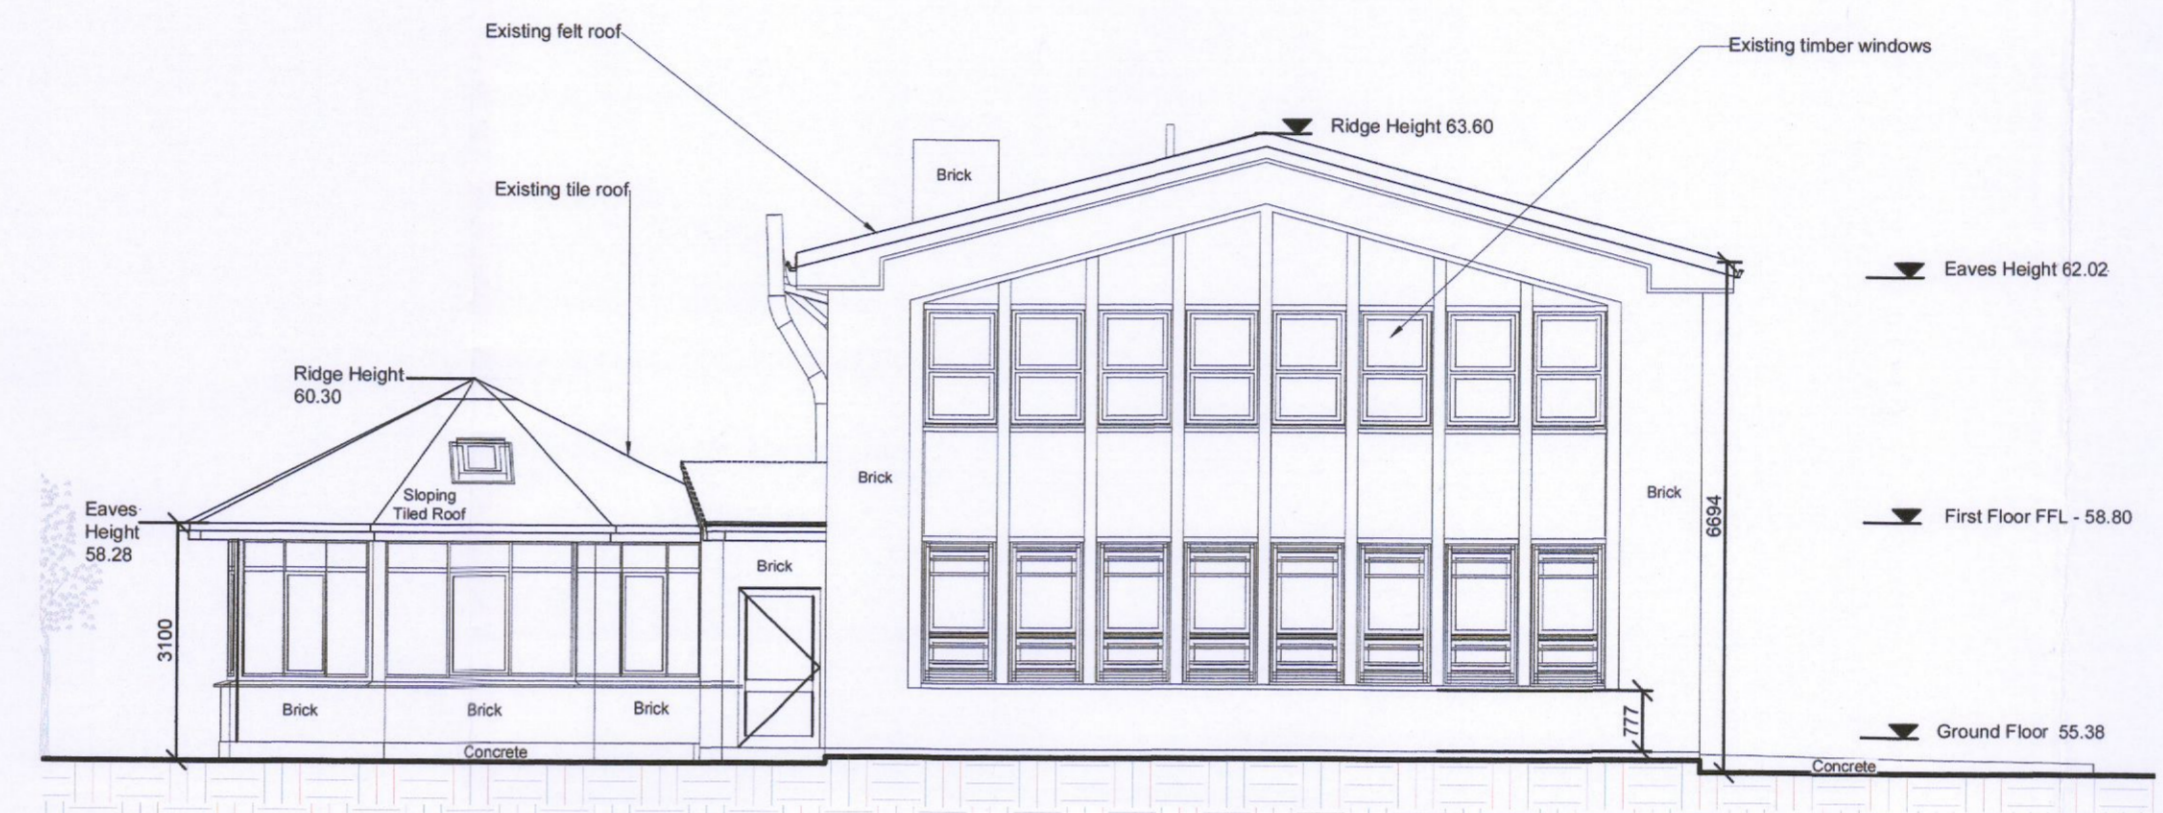 Existing felt roof
Existing timber windows
Ridge Height 63.60
Brick
Existing tile roof
Eaves Height 62.02
Ridge Height
60.30
Sloping
Tiled Roof
Brick
Brick
6694
Eaves
Height
58.28
First Floor FFL - 58.80
Brick
3100
Brick
Brick
Brick
777
Ground Floor 55.38
Concrete
Concrete